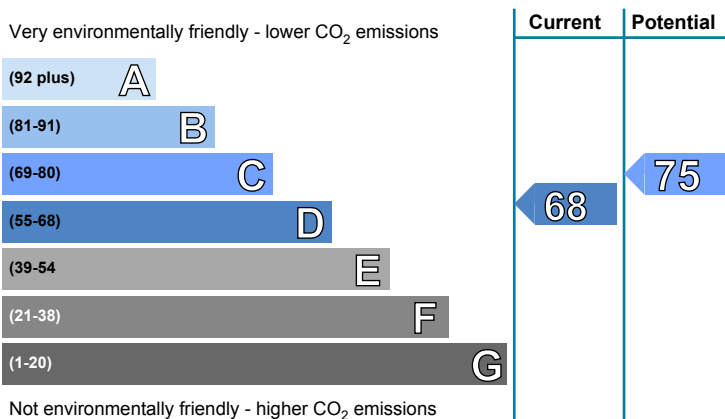 Very environmentally friendly - lower CO₂ emissions
Current
Potential
(92 plus) A
(81-91) B
(69-80) C
(55-68) D
(39-54 E
(21-38) F
(1-20) G
68
75
Not environmentally friendly - higher CO₂ emissions